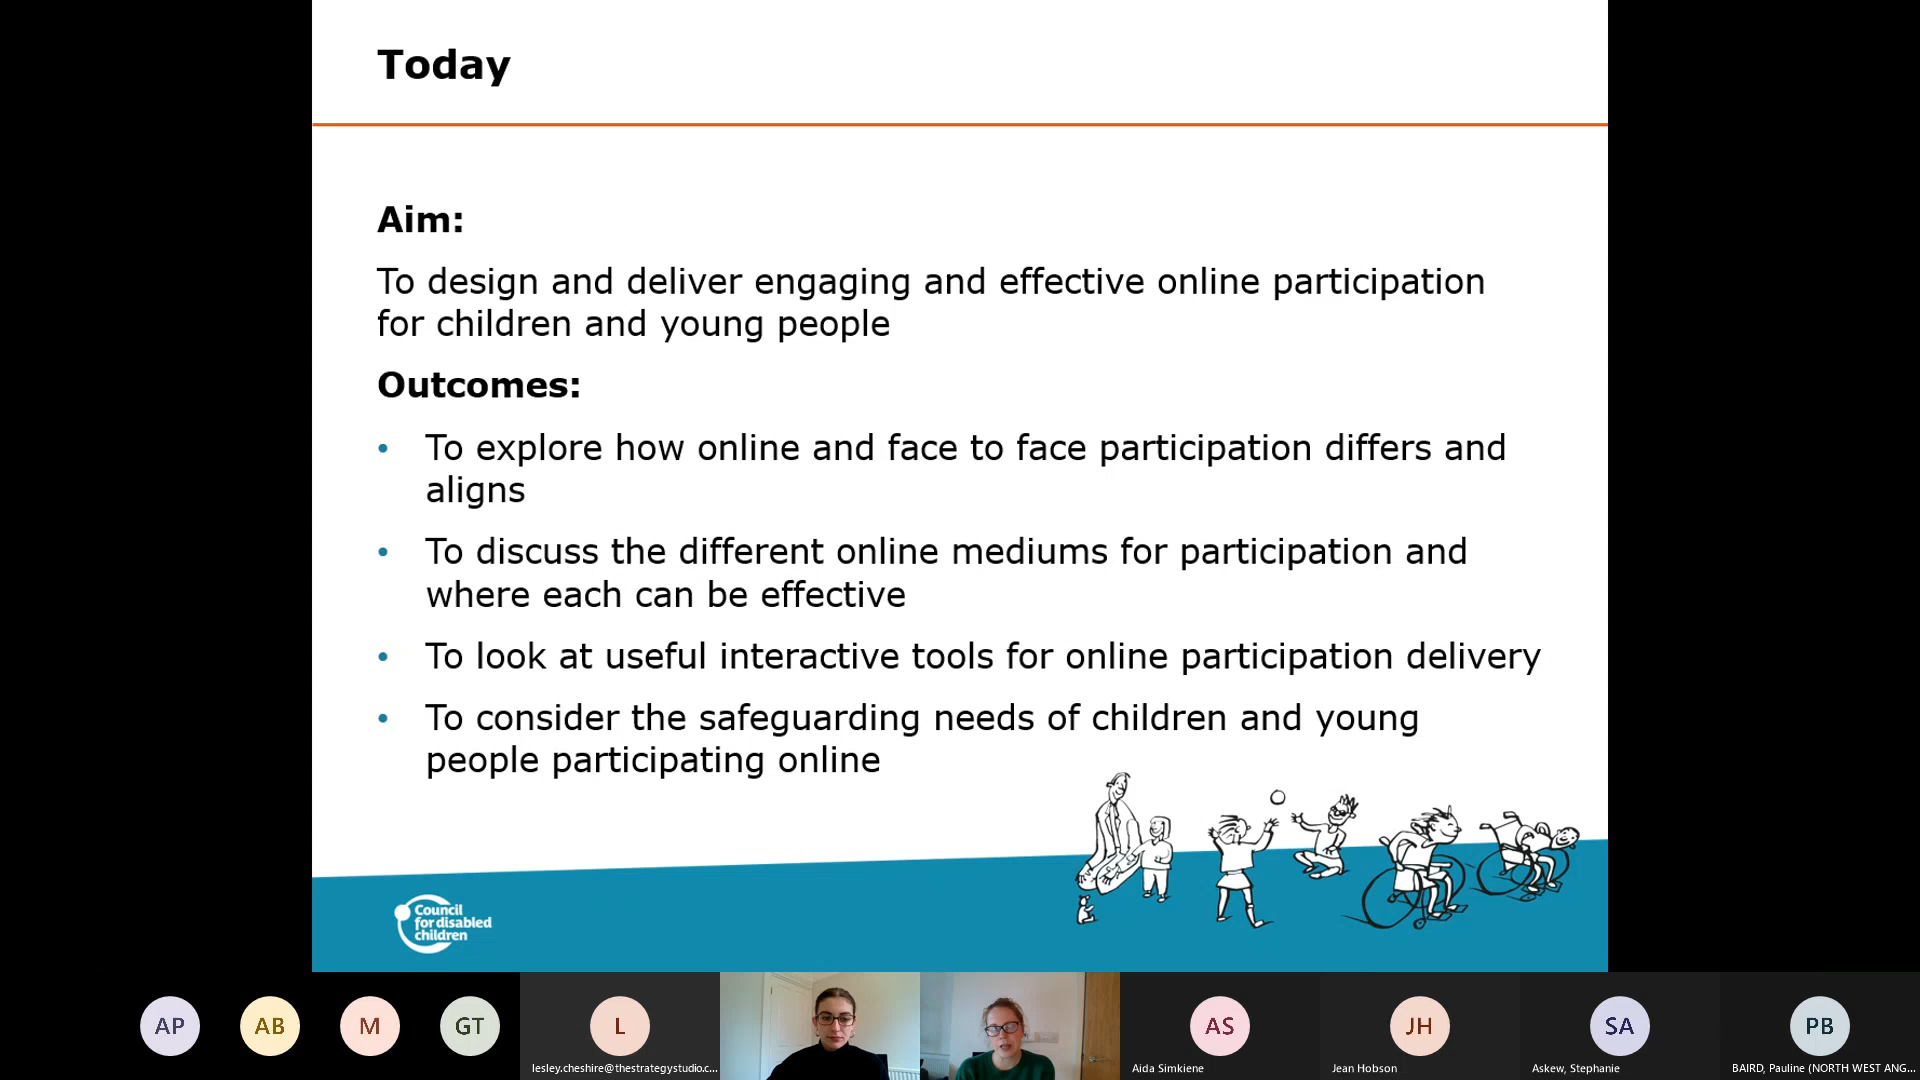 Today
Aim:
To design and deliver engaging and effective online participation
for children and young people
Outcomes:
• To explore how online and face to face participation differs and
aligns
• To discuss the different online mediums for participation and
where each can be effective
• To look at useful interactive tools for online participation delivery
• To consider the safeguarding needs of children and young
people participating online
Council
for disabled
children
AP
AB
M
GT
L
AS
JH
SA
PB
lesley.cheshire@thestrategystudio.c...
Aida Simkiene
Jean Hobson
Askew, Stephanie
BAIRD, Pauline (NORTH WEST ANG...